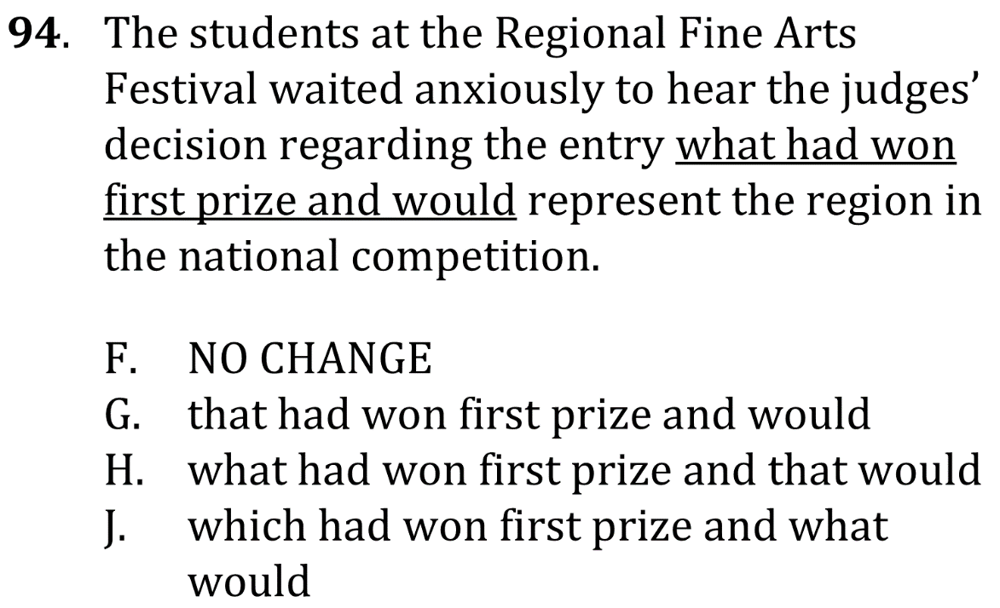 94. The students at the Regional Fine Arts
Festival waited anxiously to hear the judges’
decision regarding the entry what had won
first prize and would represent the region in
the national competition.
F. NO CHANGE
G. that had won first prize and would
H. what had won first prize and that would
J. which had won first prize and what
would